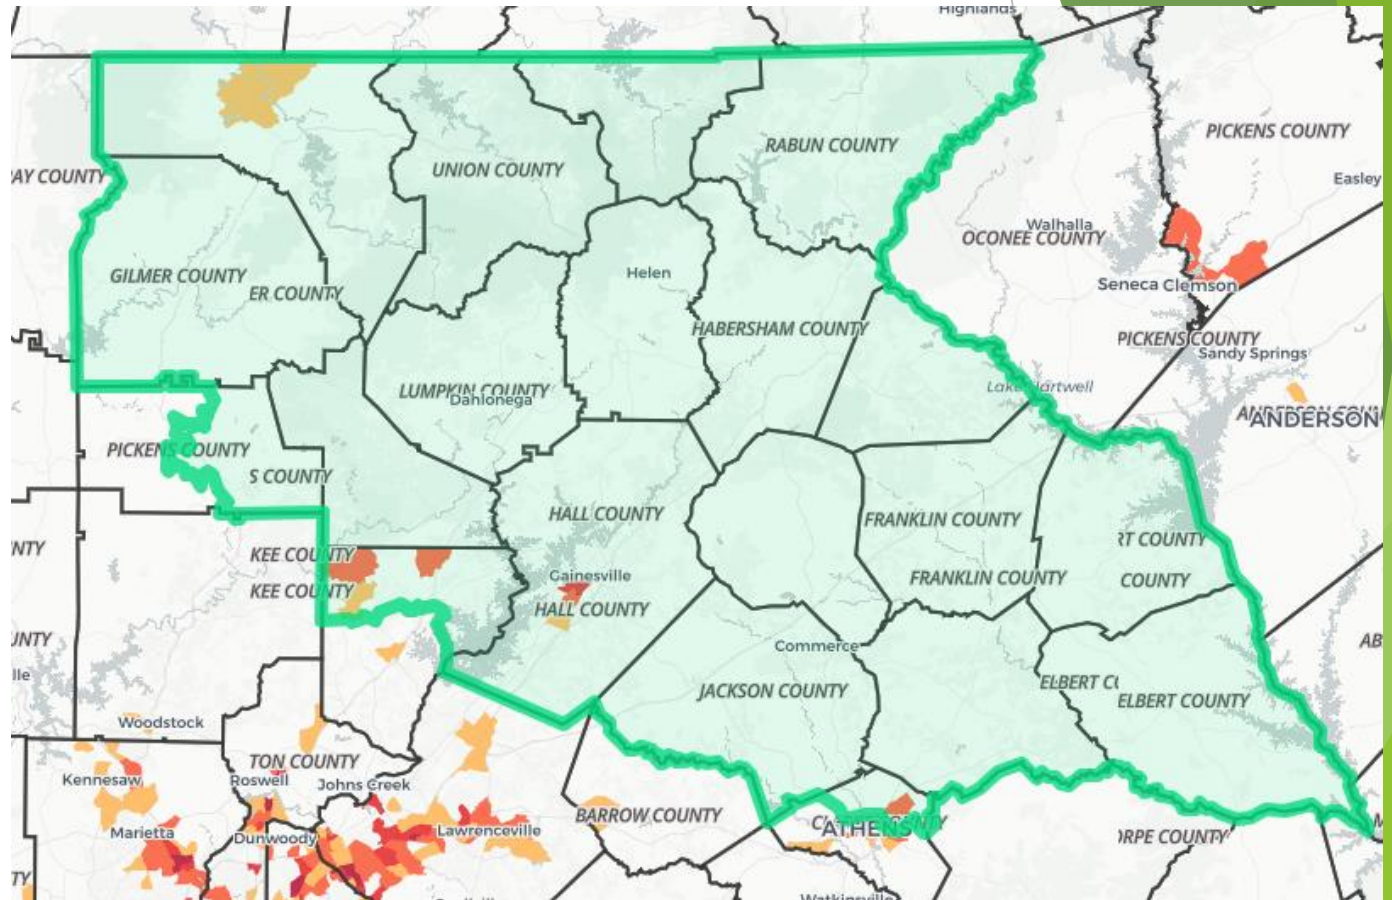 Highlands
PICKENS COUNTY
RABUN COUNTY
UNION COUNTY
AY COUNTY
Easley
Walhalla
OCONEE COUNTY
Helen
GILMER COUNTY
ER COUNTY
Seneca Clemson
HABERSHAM COUNTY
PICKENS COUNTY
Sandy Springs
Lake Hartwell
LUMPKIN COUNTY
Dahlonega
ANDERSON COUN
ANDERSON
PICKENS COUNTY
S COUNTY
HALL COUNTY
FRANKLIN COUNTY
RT COUNTY
NTY
KEE COUNTY
Gainesville
FRANKLIN COUNTY
COUNTY
KEE COUNTY
HALL COUNTY
UNTY
AB
Commerce
lle
ELBERT C
JACKSON COUNTY
ELBERT COUNTY
Woodstock
TON COUNTY
Kennesaw
Roswell
Johns Creek
BARROW COUNTY
Marietta
Dunwoody
Lawrenceville
ATHENS
M
ORPE COUNTY
TY
Watkinsville